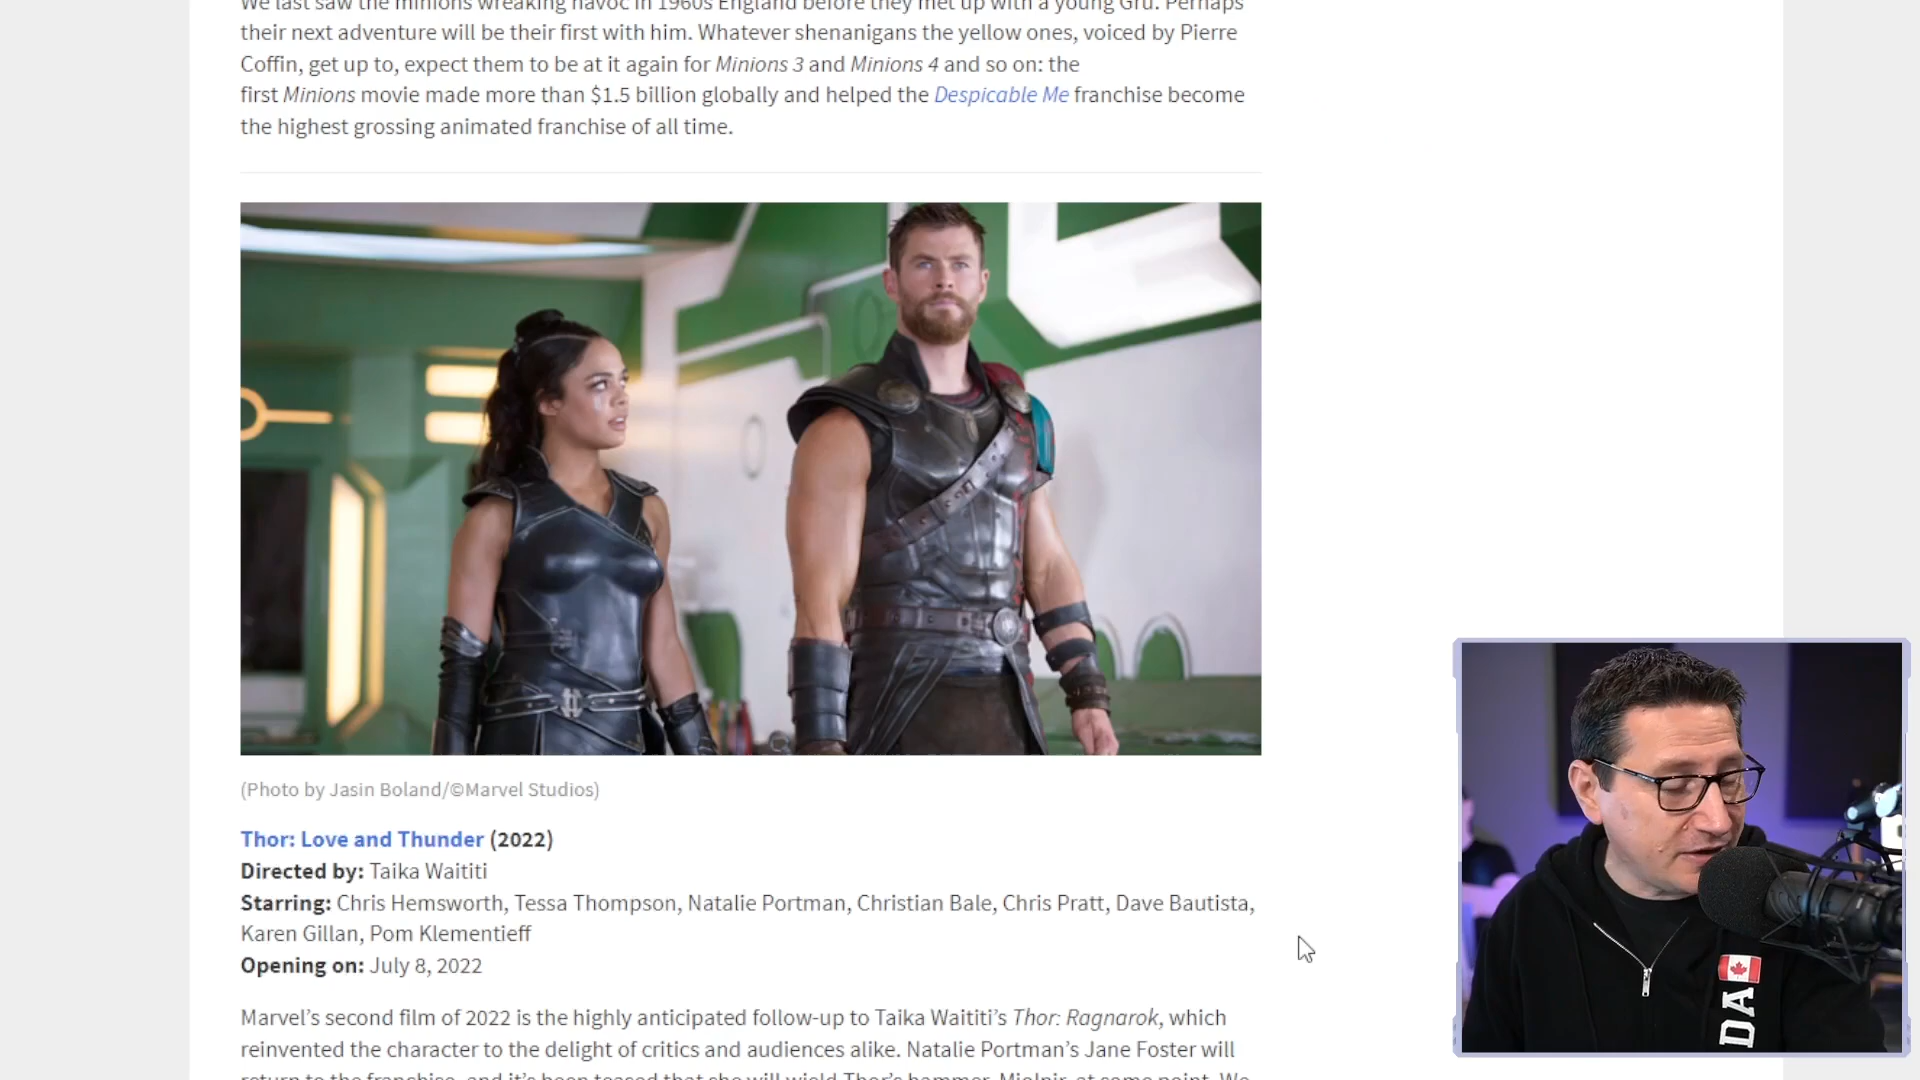 We last saw the minions wreaking havoc in 1960s England before they met up with a young Gru. Perhaps
their next adventure will be their first with him. Whatever shenanigans the yellow ones, voiced by Pierre
Coffin, get up to, expect them to be at it again for Minions 3 and Minions 4 and so on: the
first Minions movie made more than $1.5 billion globally and helped the Despicable Me franchise become
the highest grossing animated franchise of all time.
(Photo by Jasin Boland/©Marvel Studios)
Thor: Love and Thunder (2022)
Directed by: Taika Waititi
Starring: Chris Hemsworth, Tessa Thompson, Natalie Portman, Christian Bale, Chris Pratt, Dave Bautista,
Karen Gillan, Pom Klementieff
Opening on: July 8, 2022
Marvel’s second film of 2022 is the highly anticipated follow-up to Taika Waititi’s Thor: Ragnarok, which
reinvented the character to the delight of critics and audiences alike. Natalie Portman’s Jane Foster will
return to the franchise, and it’s been teased that she will wield Thor’s hammer, Mjolnir, at some point. We
DA